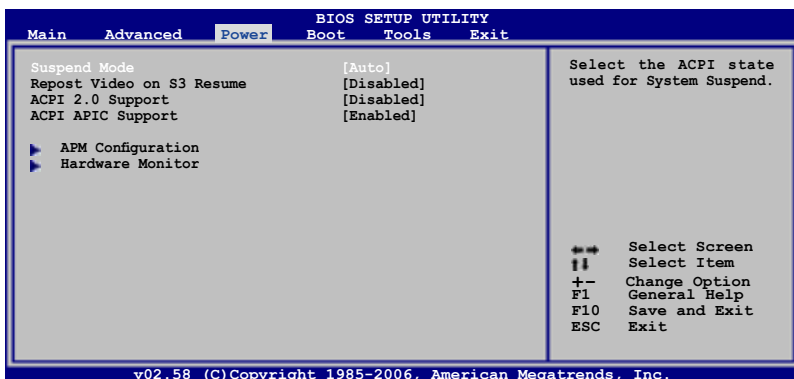 BIOS SETUP UTILITY
Main Advanced Power Boot Tools Exit
Suspend Mode [Auto]
Repost Video on S3 Resume [Disabled]
ACPI 2.0 Support [Disabled]
ACPI APIC Support [Enabled]
APM Configuration
Hardware Monitor
Select the ACPI state
used for System Suspend.
Select Screen
Select Item
+- Change Option
F1 General Help
F10 Save and Exit
ESC Exit
v02.58 (C)Copyright 1985-2006, American Megatrends, Inc.